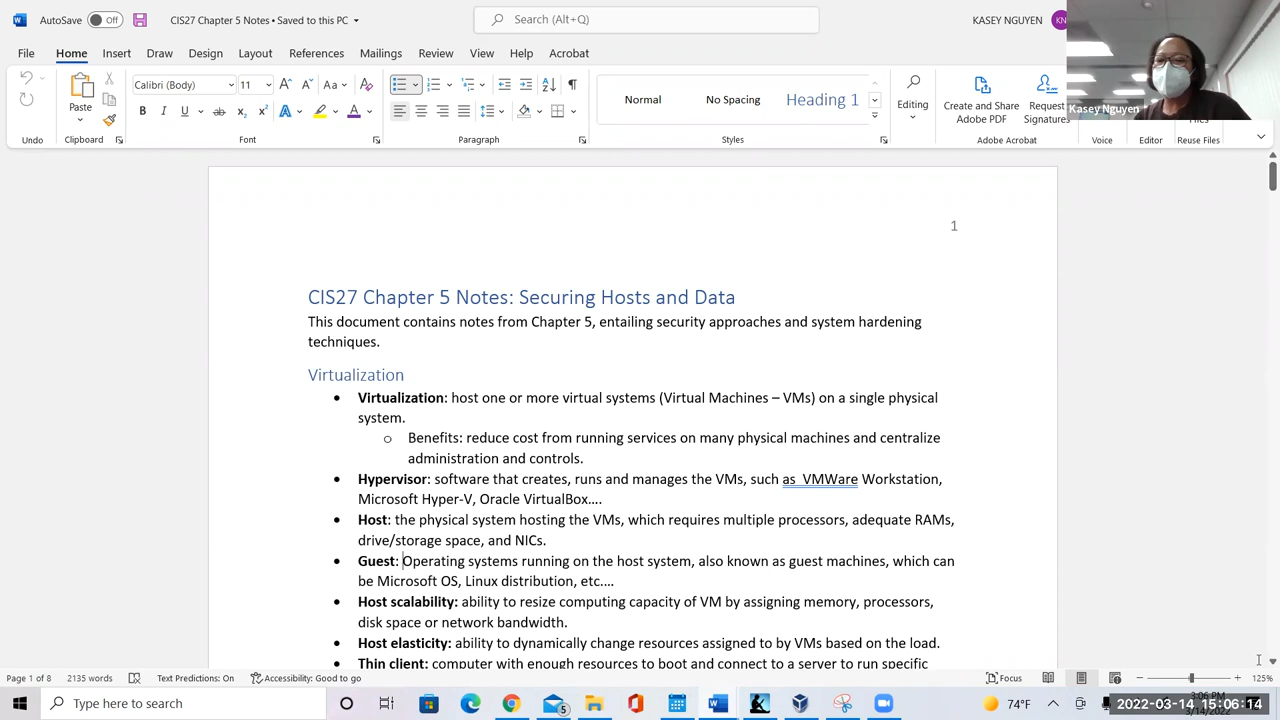 AutoSave Off CIS27 Chapter 5 Notes • Saved to this PC Search (Alt+Q) KASEY NGUYEN KN
File Home Insert Draw Design Layout References Mailings Review View Help Acrobat
Calibri (Body) 11 Aa
Paste
Normal No Spacing Heading 1
Editing
Create and Share Adobe PDF
Request Signatures
Kasey Nguyen
Files
Undo Clipboard Font Paragraph Styles Adobe Acrobat Voice Editor Reuse Files
1
CIS27 Chapter 5 Notes: Securing Hosts and Data
This document contains notes from Chapter 5, entailing security approaches and system hardening
techniques.
Virtualization
• Virtualization: host one or more virtual systems (Virtual Machines – VMs) on a single physical
system.
o Benefits: reduce cost from running services on many physical machines and centralize
administration and controls.
• Hypervisor: software that creates, runs and manages the VMs, such as  VMWare Workstation,
Microsoft Hyper-V, Oracle VirtualBox….
• Host: the physical system hosting the VMs, which requires multiple processors, adequate RAMs,
drive/storage space, and NICs.
• Guest: Operating systems running on the host system, also known as guest machines, which can
be Microsoft OS, Linux distribution, etc.…
• Host scalability: ability to resize computing capacity of VM by assigning memory, processors,
disk space or network bandwidth.
• Host elasticity: ability to dynamically change resources assigned to by VMs based on the load.
• Thin client: computer with enough resources to boot and connect to a server to run specific
Page 1 of 8 2135 words Text Predictions: On Accessibility: Good to go Focus 125%
Type here to search 5 74°F 3:06 PM
2022-03-14 15:06:14
3/14/2022